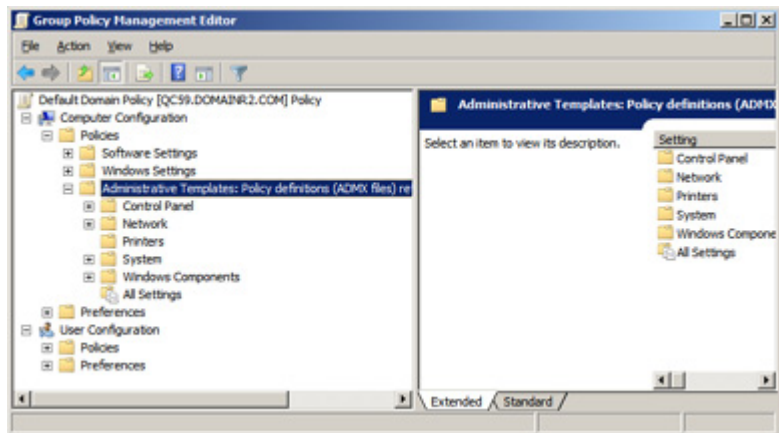 Group Policy Management Editor
File Action View Help
Default Domain Policy [QC59.DOMAINR2.COM] Policy
Computer Configuration
Policies
Software Settings
Windows Settings
Administrative Templates: Policy definitions (ADMX files) re
Control Panel
Network
Printers
System
Windows Components
All Settings
Preferences
User Configuration
Policies
Preferences
Administrative Templates: Policy definitions (ADMX
Select an item to view its description.
Setting
Control Panel
Network
Printers
System
Windows Compone
All Settings
Extended Standard